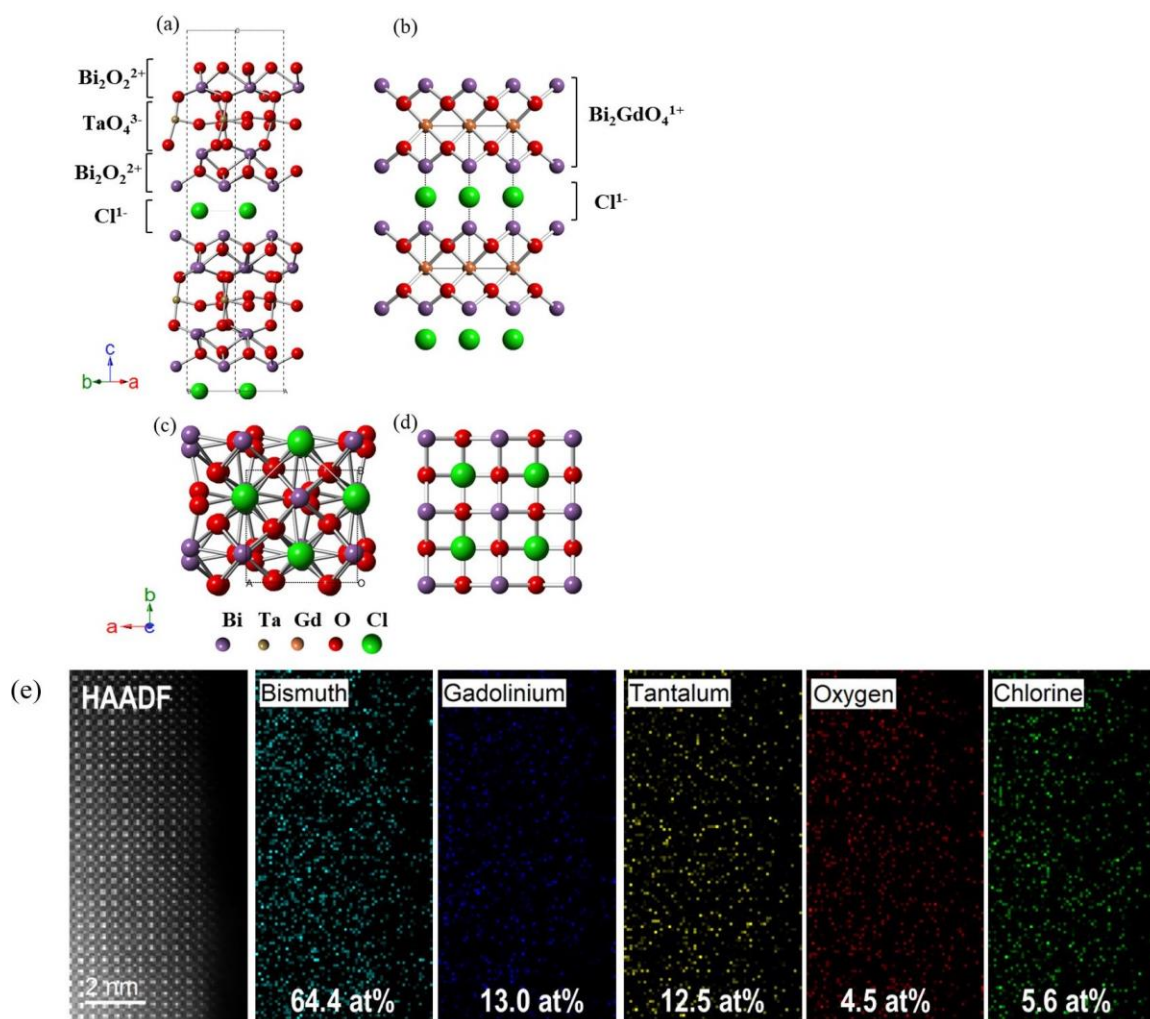 (a)
c
Bi₂O₂²⁺
TaO₄³⁻
Bi₂O₂²⁺
Cl¹⁻
c
b a
(b)
Bi₂GdO₄¹⁺
Cl¹⁻
(c)
B
A O
b
a c
(d)
Bi Ta Gd O Cl
(e)
HAADF
2 nm
Bismuth
64.4 at%
Gadolinium
13.0 at%
Tantalum
12.5 at%
Oxygen
4.5 at%
Chlorine
5.6 at%